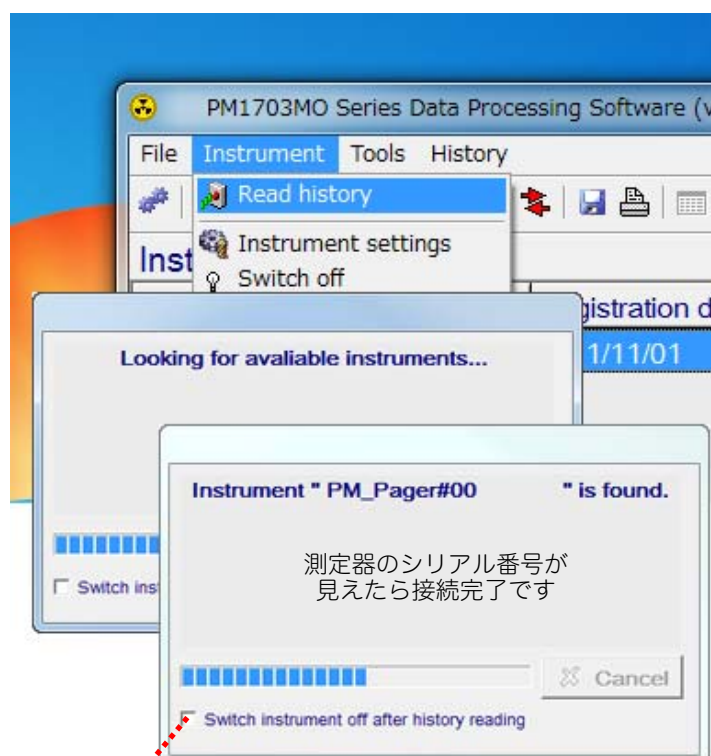 PM1703MO Series Data Processing Software (v
File Instrument Tools History
Read history
Instrument settings
Inst
Switch off
gistration d
1/11/01
Looking for avaliable instruments...
Switch ins
Instrument " PM_Pager#00 " is found.
測定器のシリアル番号が
見えたら接続完了です
Cancel
Switch instrument off after history reading